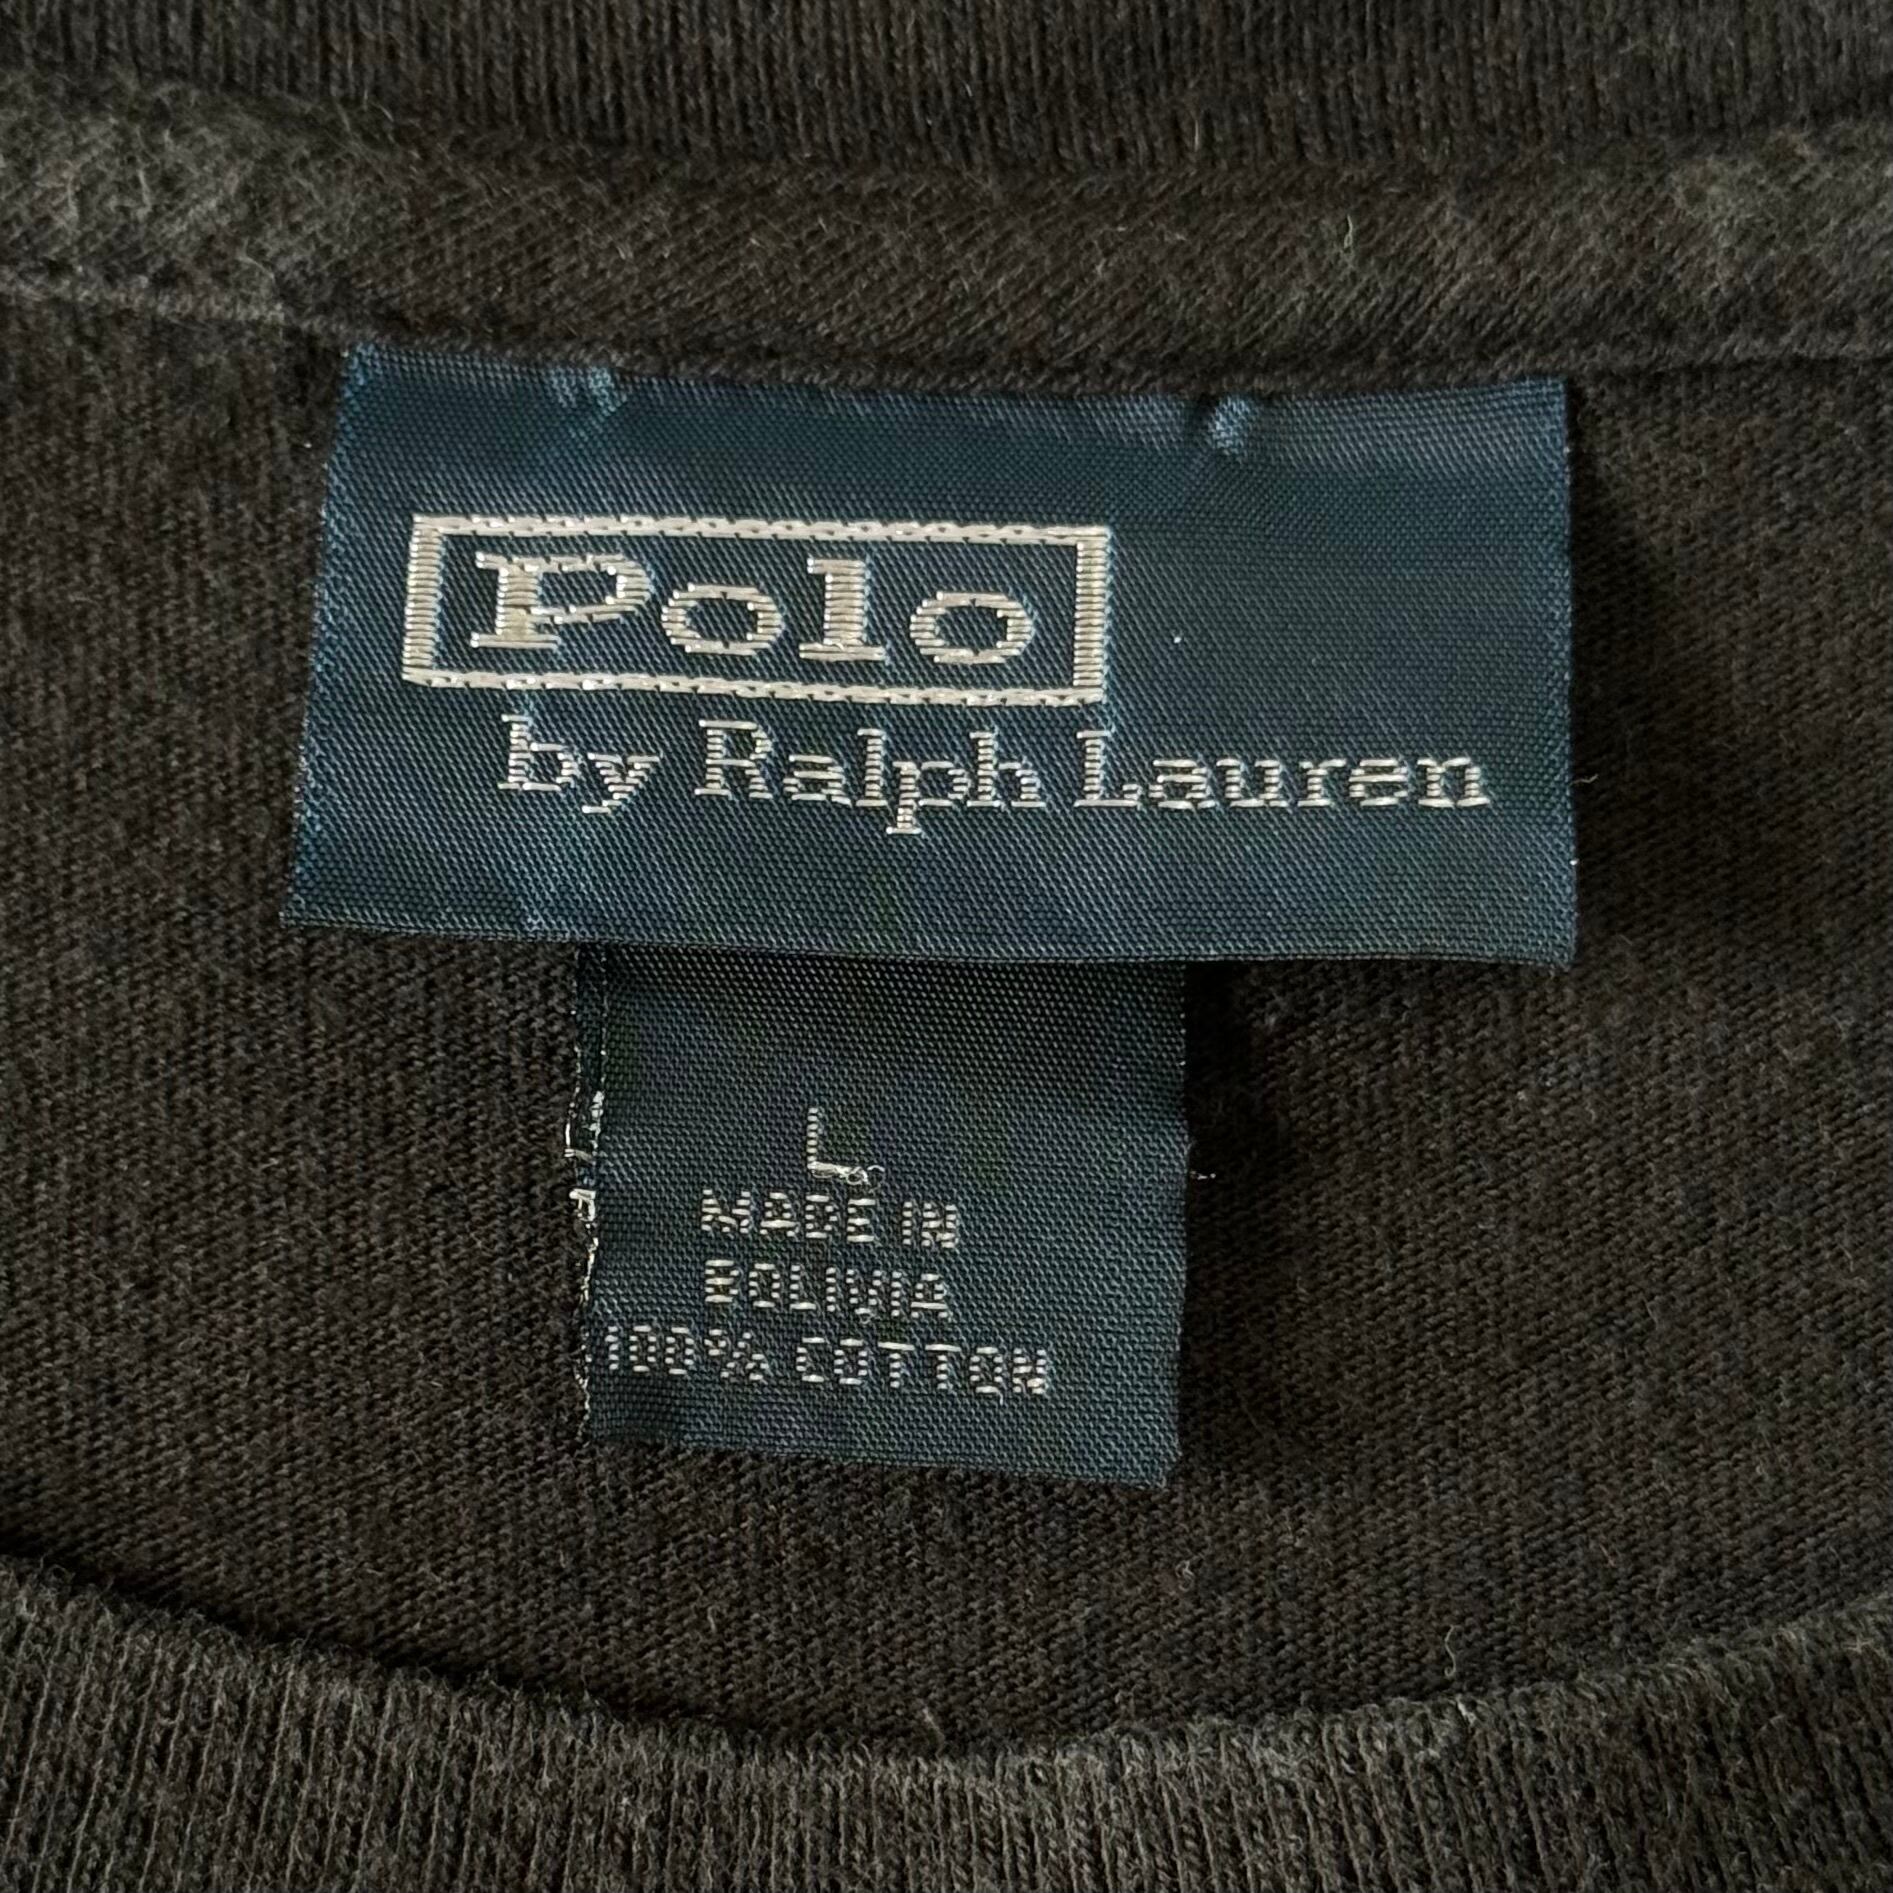 Polo
by Ralph Lauren
L
MADE IN
BOLIVIA
100% COTTON